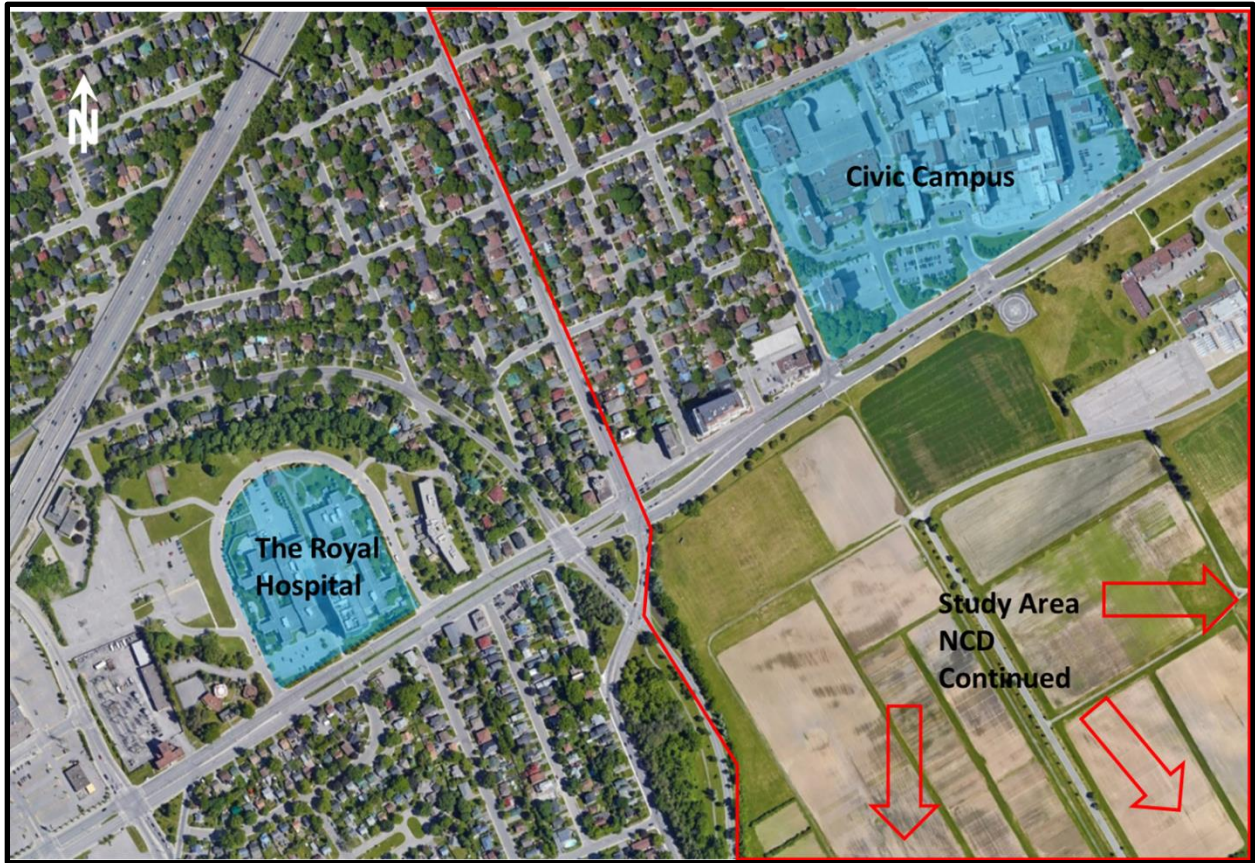 N
Civic Campus
The Royal
Hospital
Study Area
NCD
Continued